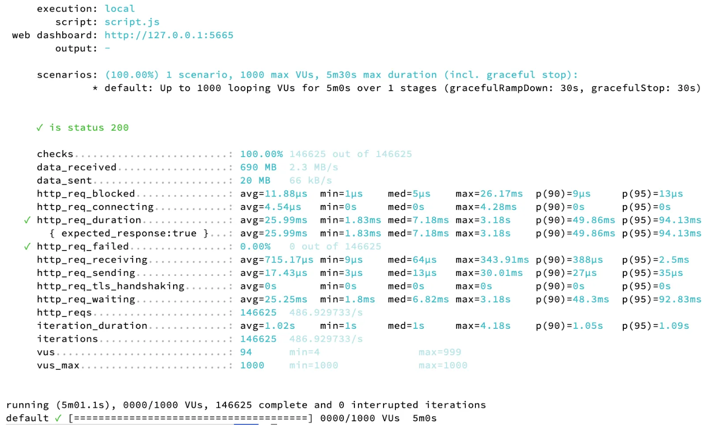 execution: local
script: script.js
web dashboard: http://127.0.0.1:5665
output: -
scenarios: (100.00%) 1 scenario, 1000 max VUs, 5m30s max duration (incl. graceful stop):
* default: Up to 1000 looping VUs for 5m0s over 1 stages (gracefulRampDown: 30s, gracefulStop: 30s)
✓ is status 200
checks.........................: 100.00% 146625 out of 146625
data_received..................: 690 MB 2.3 MB/s
data_sent......................: 20 MB 66 kB/s
http_req_blocked...............: avg=11.88µs min=1µs med=5µs max=26.17ms p(90)=9µs p(95)=13µs
http_req_connecting............: avg=4.54µs min=0s med=0s max=4.28ms p(90)=0s p(95)=0s
✓ http_req_duration..............: avg=25.99ms min=1.83ms med=7.18ms max=3.18s p(90)=49.86ms p(95)=94.13ms
{ expected_response:true }...: avg=25.99ms min=1.83ms med=7.18ms max=3.18s p(90)=49.86ms p(95)=94.13ms
✓ http_req_failed................: 0.00% 0 out of 146625
http_req_receiving.............: avg=715.17µs min=9µs med=64µs max=343.91ms p(90)=388µs p(95)=2.5ms
http_req_sending...............: avg=17.43µs min=3µs med=13µs max=30.01ms p(90)=27µs p(95)=35µs
http_req_tls_handshaking.......: avg=0s min=0s med=0s max=0s p(90)=0s p(95)=0s
http_req_waiting...............: avg=25.25ms min=1.8ms med=6.82ms max=3.18s p(90)=48.3ms p(95)=92.83ms
http_reqs......................: 146625 486.929733/s
iteration_duration.............: avg=1.02s min=1s med=1s max=4.18s p(90)=1.05s p(95)=1.09s
iterations.....................: 146625 486.929733/s
vus............................: 94 min=4 max=999
vus_max........................: 1000 min=1000 max=1000
running (5m01.1s), 0000/1000 VUs, 146625 complete and 0 interrupted iterations
default ✓ [======================================] 0000/1000 VUs 5m0s